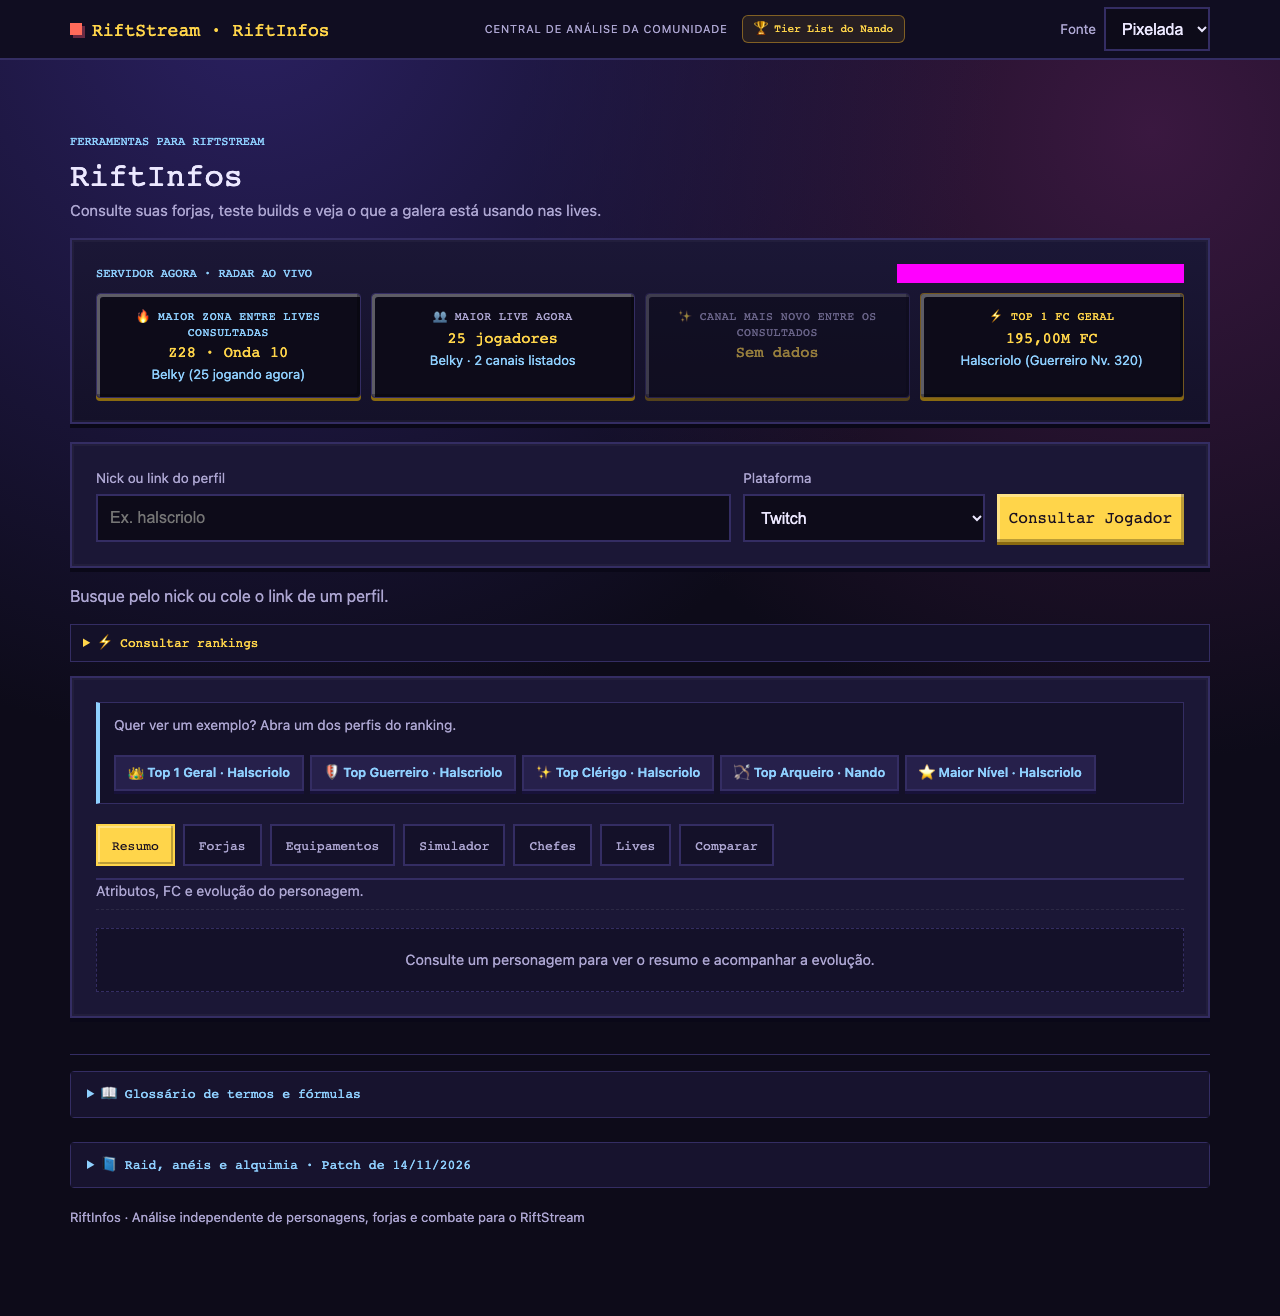 RiftStream • RiftInfos
CENTRAL DE ANÁLISE DA COMUNIDADE
🏆 Tier List do Nando
Fonte
Pixelada
FERRAMENTAS PARA RIFTSTREAM
RiftInfos
Consulte suas forjas, teste builds e veja o que a galera está usando nas lives.
SERVIDOR AGORA • RADAR AO VIVO
🔥 MAIOR ZONA ENTRE LIVES
CONSULTADAS
Z28 • Onda 10
Belky (25 jogando agora)
👥 MAIOR LIVE AGORA
25 jogadores
Belky · 2 canais listados
✨ CANAL MAIS NOVO ENTRE OS
CONSULTADOS
Sem dados
⚡ TOP 1 FC GERAL
195,00M FC
Halscriolo (Guerreiro Nv. 320)
Nick ou link do perfil
Ex. halscriolo
Plataforma
Twitch
Consultar Jogador
Busque pelo nick ou cole o link de um perfil.
▶ ⚡ Consultar rankings
Quer ver um exemplo? Abra um dos perfis do ranking.
👑 Top 1 Geral · Halscriolo
🛡️ Top Guerreiro · Halscriolo
✨ Top Clérigo · Halscriolo
🏹 Top Arqueiro · Nando
⭐ Maior Nível · Halscriolo
Resumo
Forjas
Equipamentos
Simulador
Chefes
Lives
Comparar
Atributos, FC e evolução do personagem.
Consulte um personagem para ver o resumo e acompanhar a evolução.
▶ 📖 Glossário de termos e fórmulas
▶ 📘 Raid, anéis e alquimia • Patch de 14/11/2026
RiftInfos · Análise independente de personagens, forjas e combate para o RiftStream